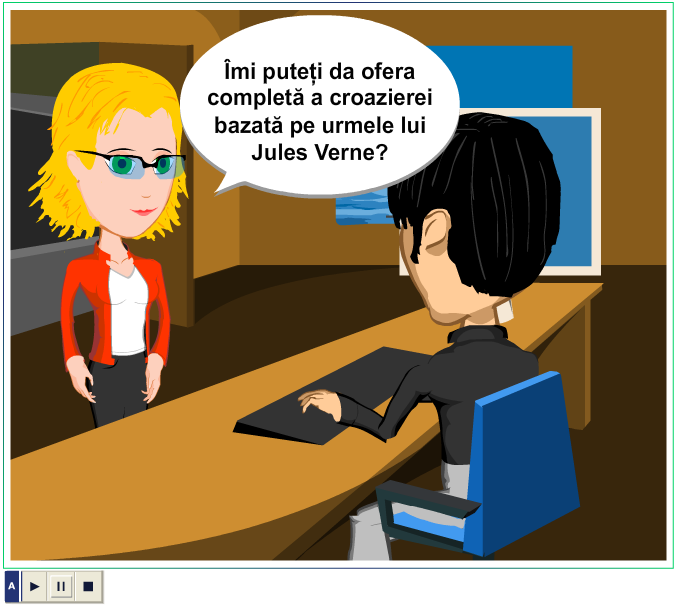 Îmi puteți da ofera
completă a croazierei
bazată pe urmele lui
Jules Verne?
A